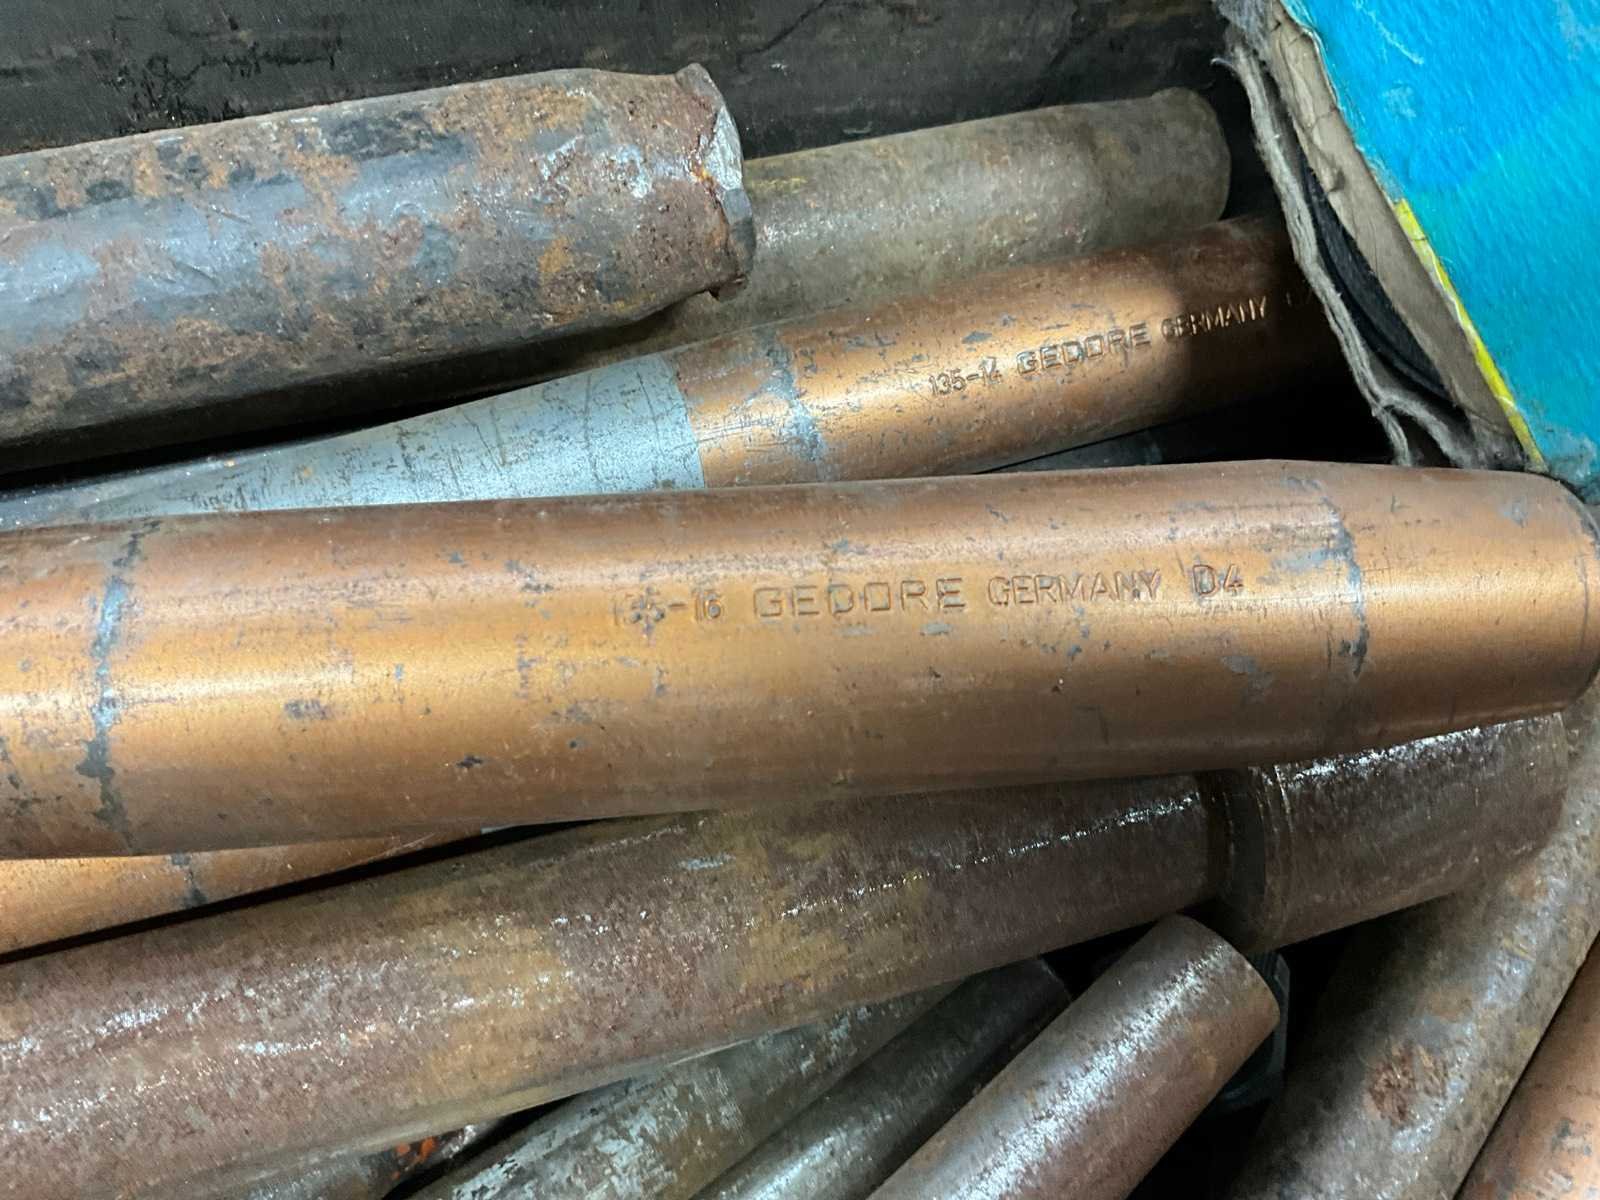 135-14 GEDORE GERMANY
135-16 GEDORE GERMANY D4